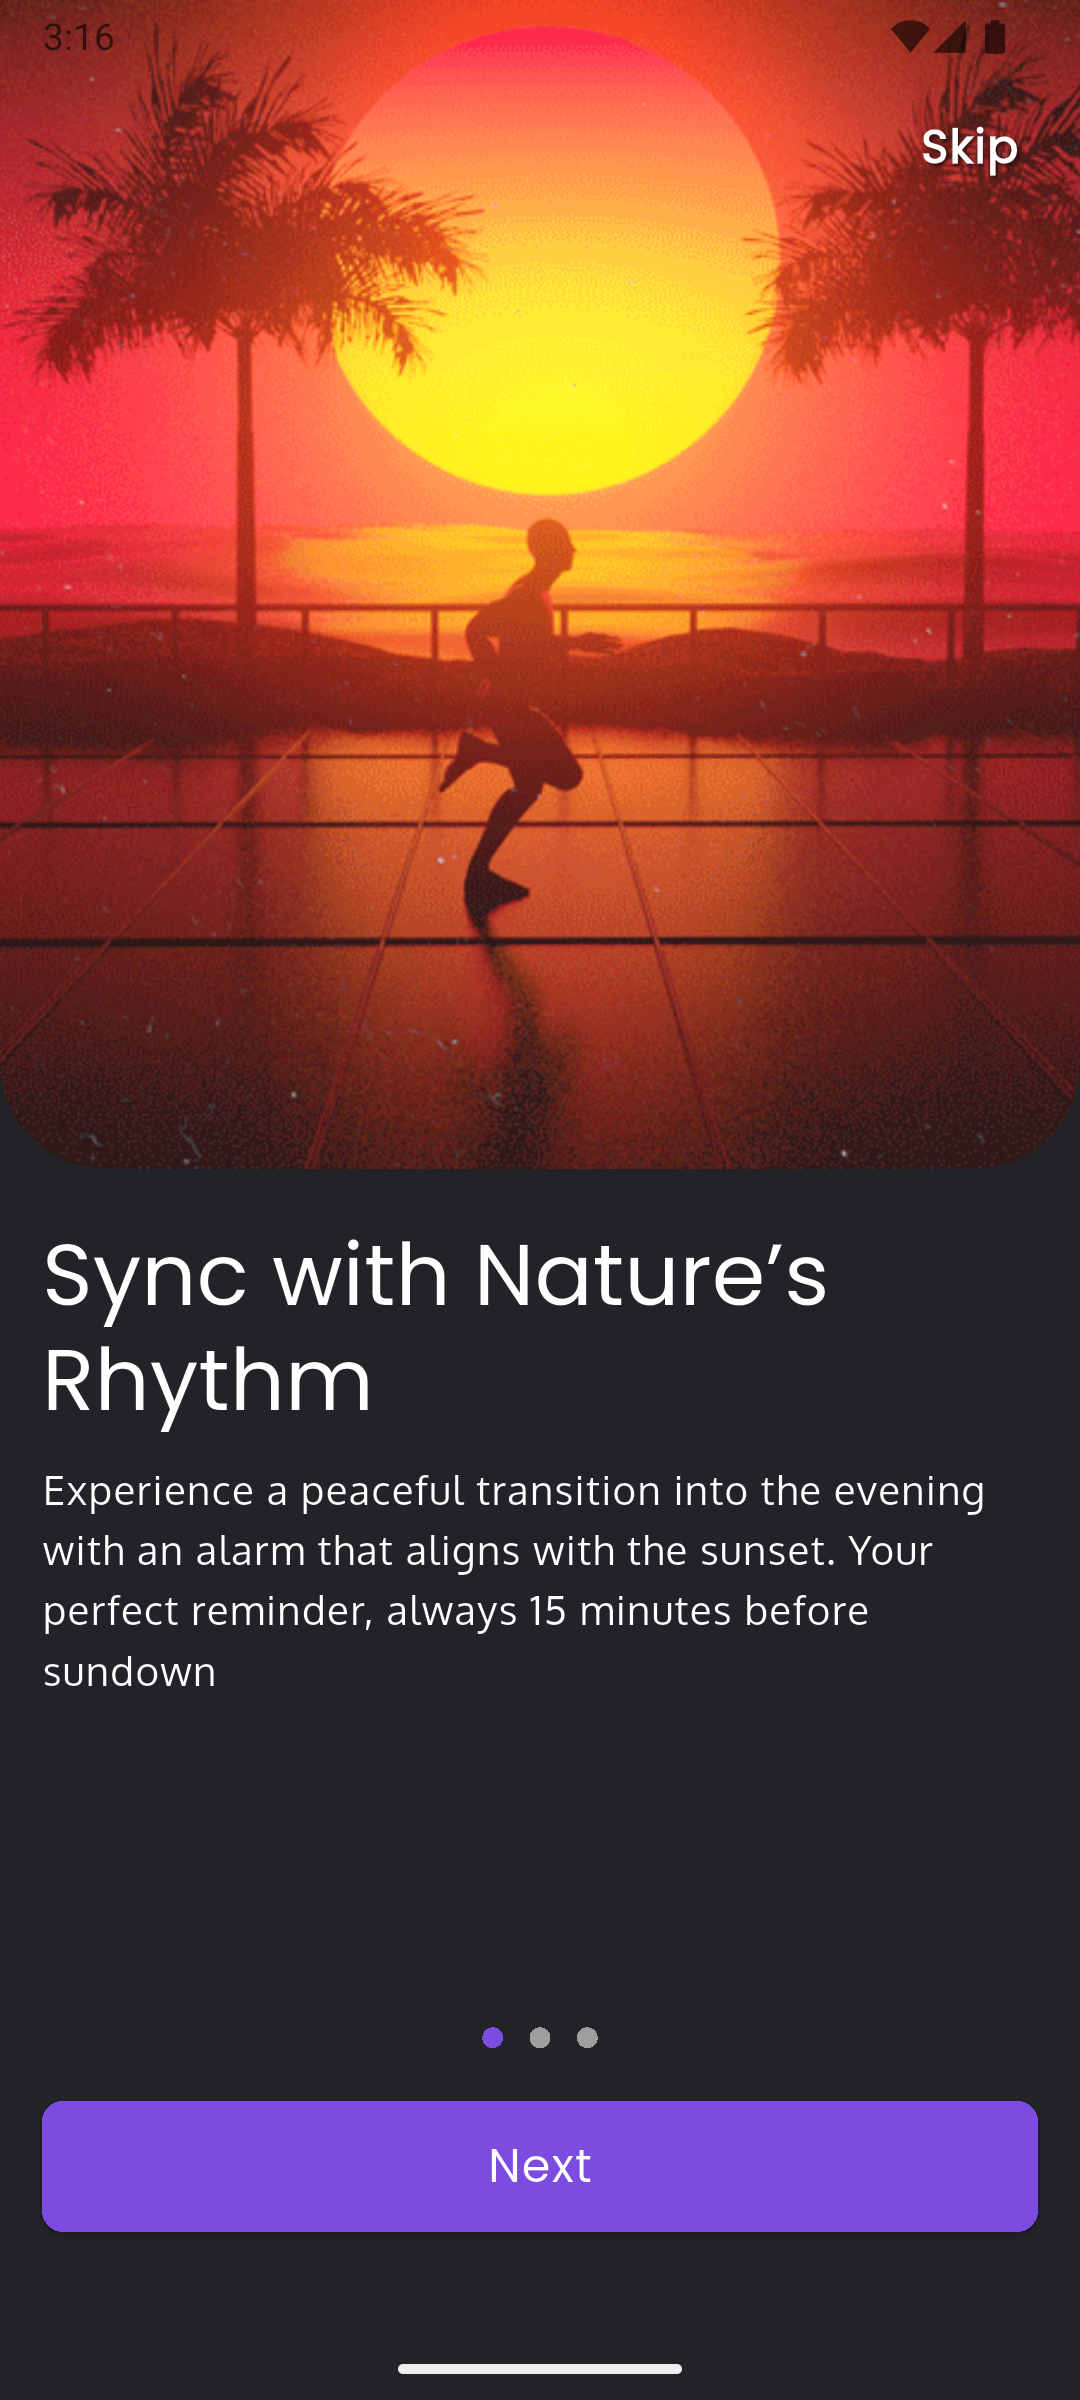 3:16
Skip
Sync with Nature’s
Rhythm
Experience a peaceful transition into the evening
with an alarm that aligns with the sunset. Your
perfect reminder, always 15 minutes before
sundown
Next